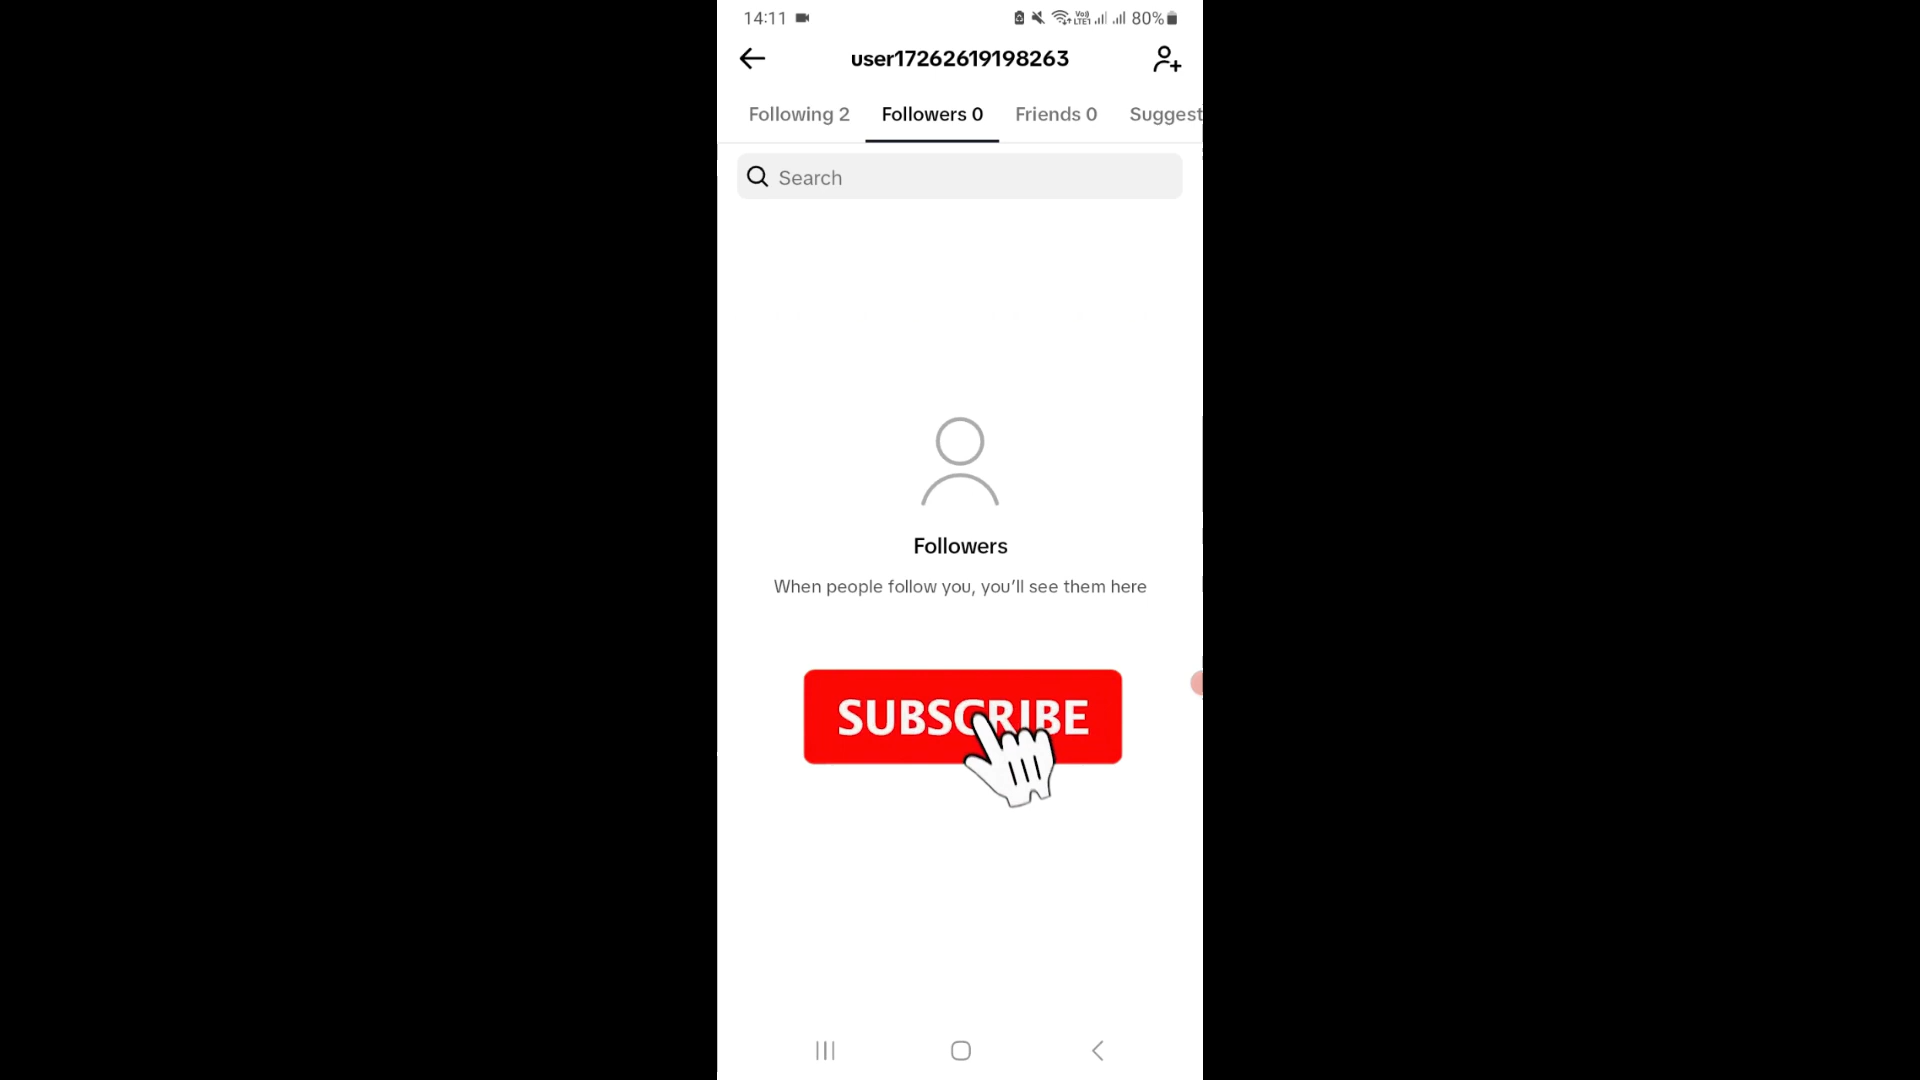 14:11 80%
user17262619198263
Following 2 Followers 0 Friends 0 Suggest
Search
Followers
When people follow you, you’ll see them here
SUBSCRIBE